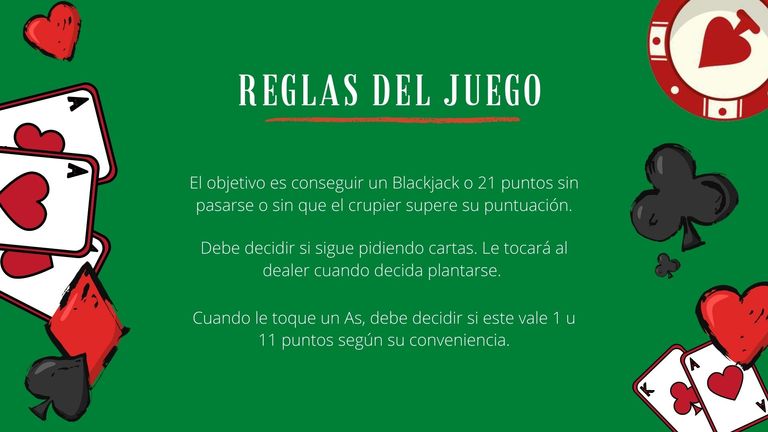 REGLAS DEL JUEGO
El objetivo es conseguir un Blackjack o 21 puntos sin
pasarse o sin que el crupier supere su puntuación.
Debe decidir si sigue pidiendo cartas. Le tocará al
dealer cuando decida plantarse.
Cuando le toque un As, debe decidir si este vale 1 u
11 puntos según su conveniencia.
A
A
K
A
A